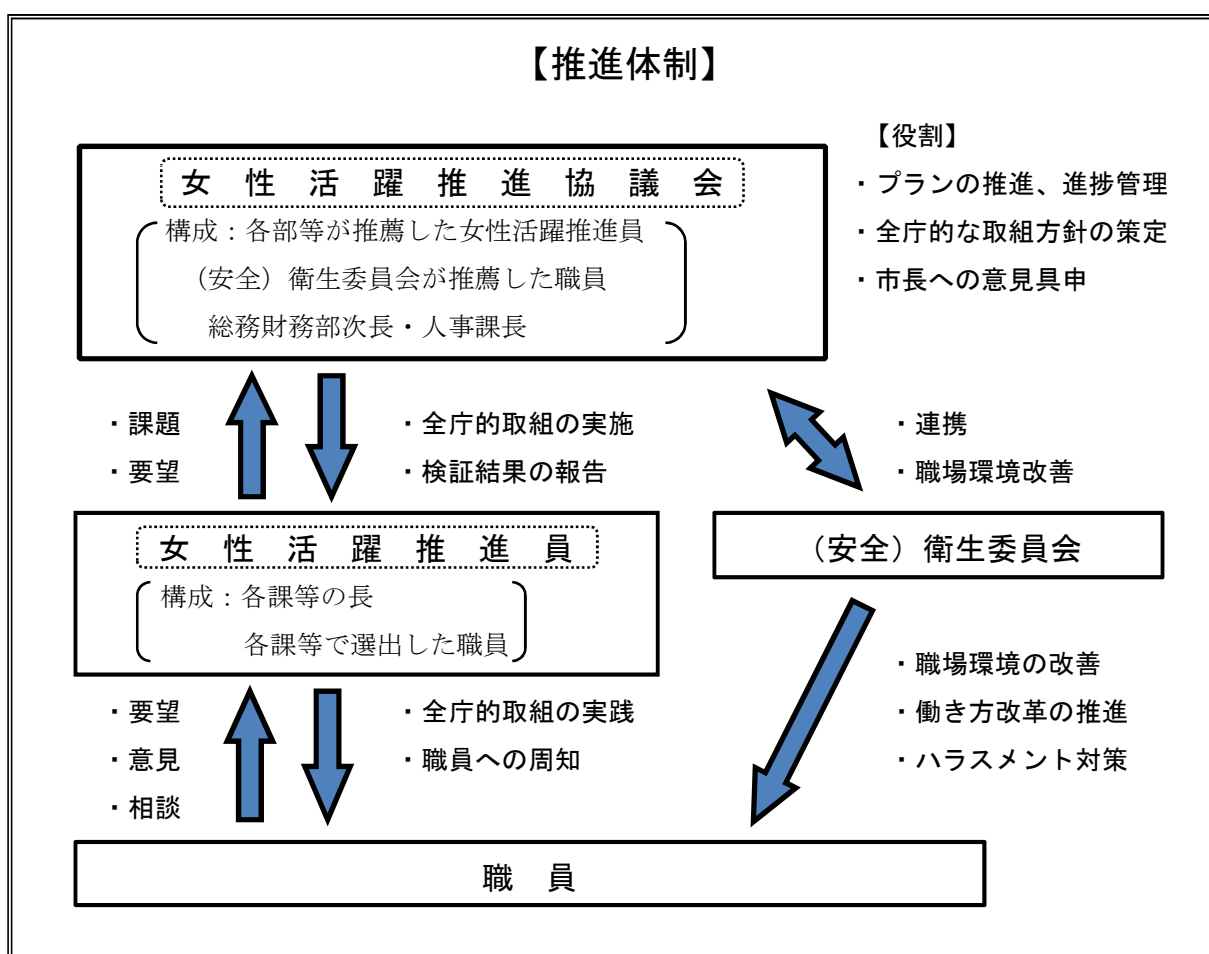 【推進体制】
女性活躍推進協議会
構成：各部等が推薦した女性活躍推進員
（安全）衛生委員会が推薦した職員
総務財務部次長・人事課長
【役割】
・プランの推進、進捗管理
・全庁的な取組方針の策定
・市長への意見具申
・課題
・要望
・全庁的取組の実施
・検証結果の報告
・連携
・職場環境改善
女性活躍推進員
構成：各課等の長
各課等で選出した職員
（安全）衛生委員会
・要望
・意見
・相談
・全庁的取組の実践
・職員への周知
・職場環境の改善
・働き方改革の推進
・ハラスメント対策
職員